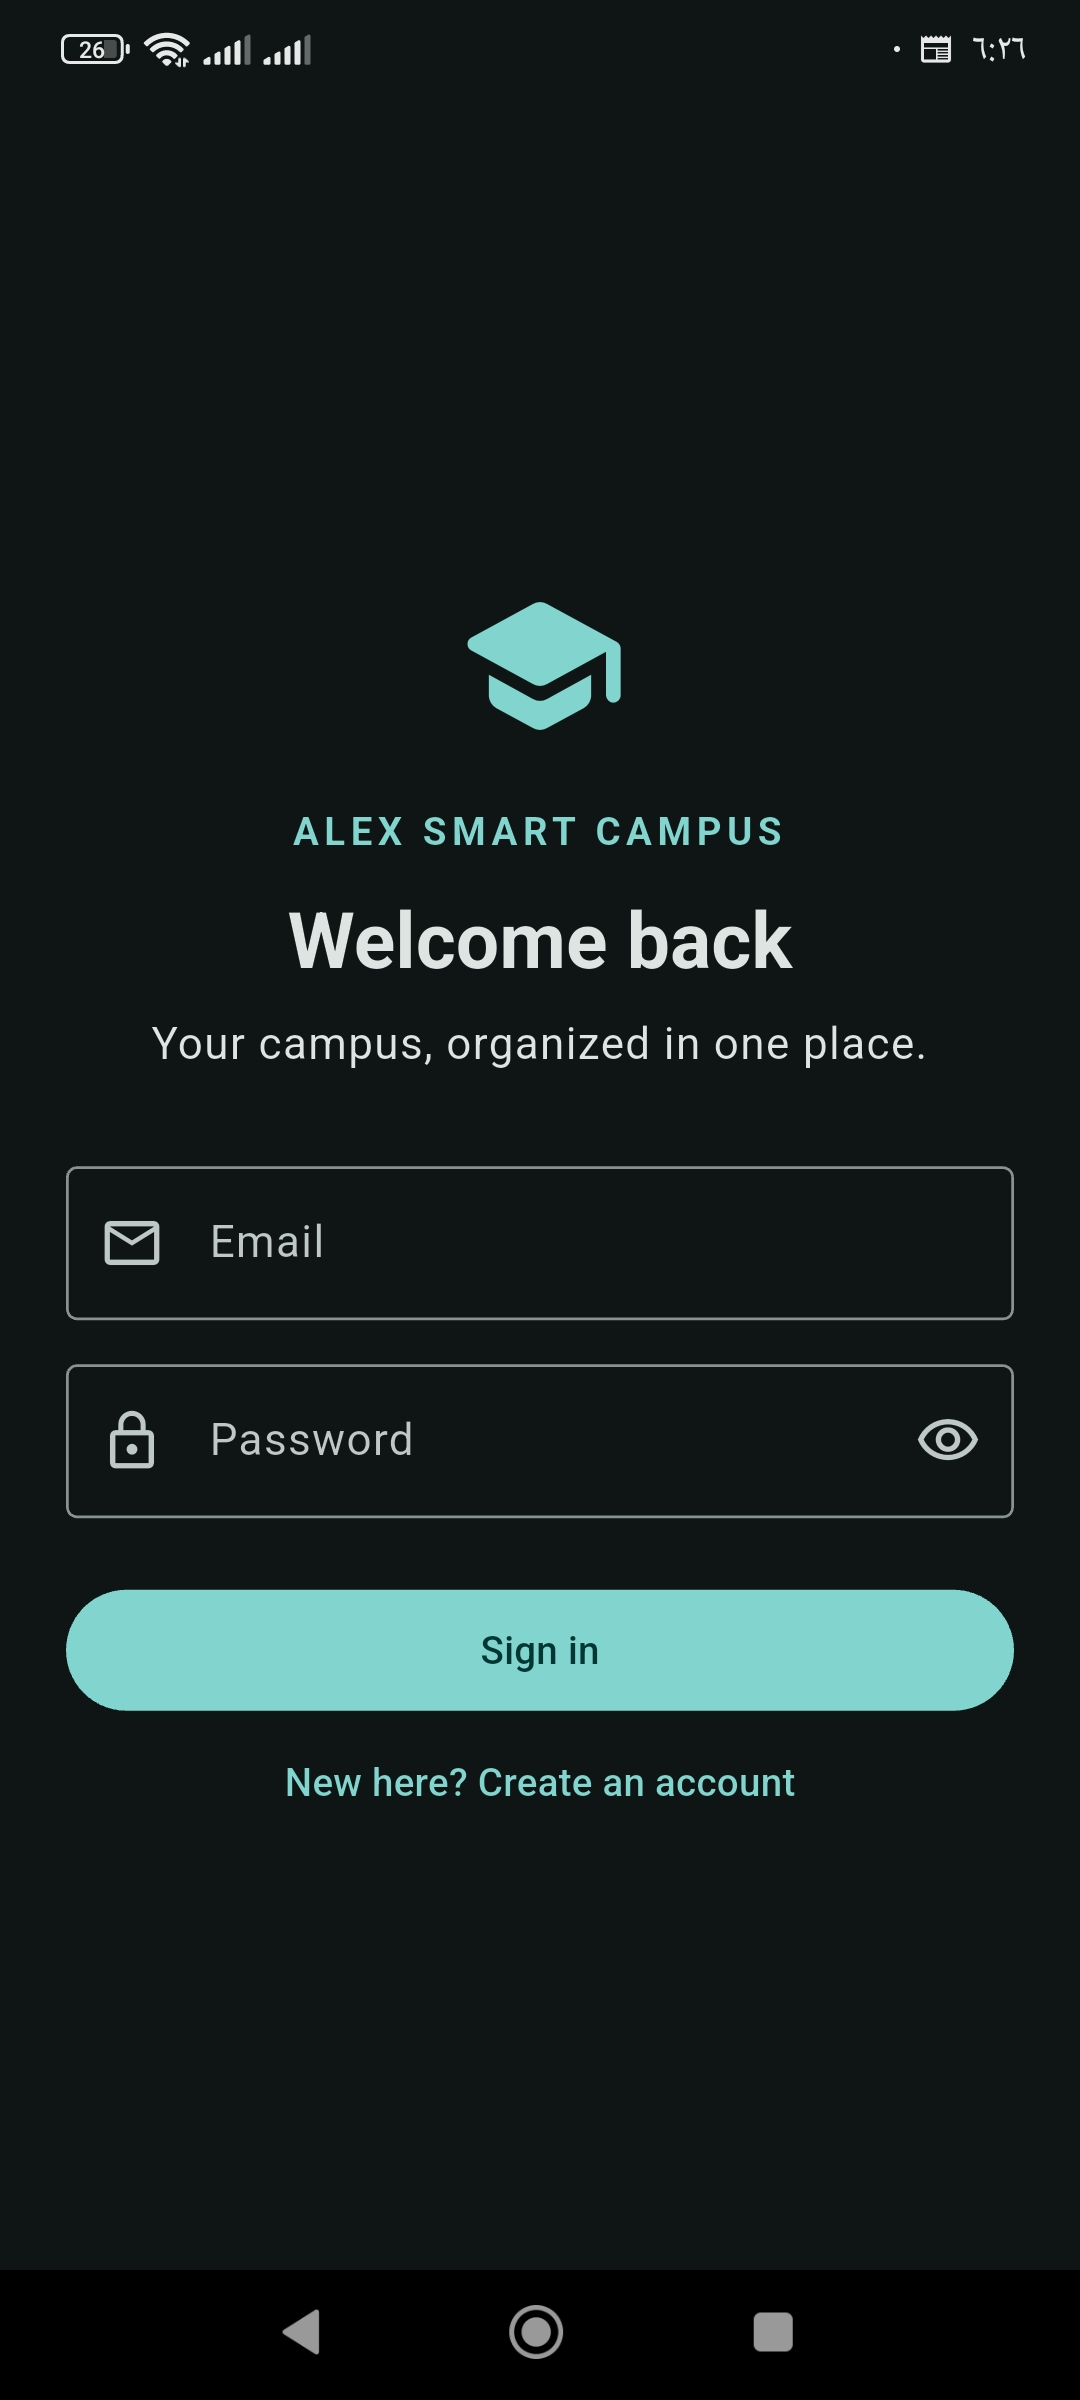 26
٦:٢٦
ALEX SMART CAMPUS
Welcome back
Your campus, organized in one place.
Email
Password
Sign in
New here? Create an account